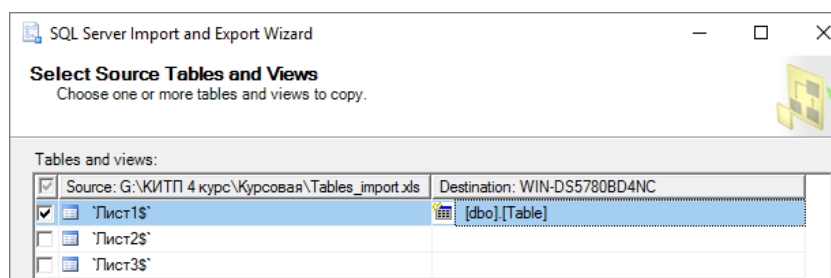 SQL Server Import and Export Wizard
Select Source Tables and Views
Choose one or more tables and views to copy.
Tables and views:
Source: G:\КИТП 4 курс\Курсовая\Tables_import.xls Destination: WIN-DS5780BD4NC
`Лист1$` [dbo].[Table]
`Лист2$`
`Лист3$`